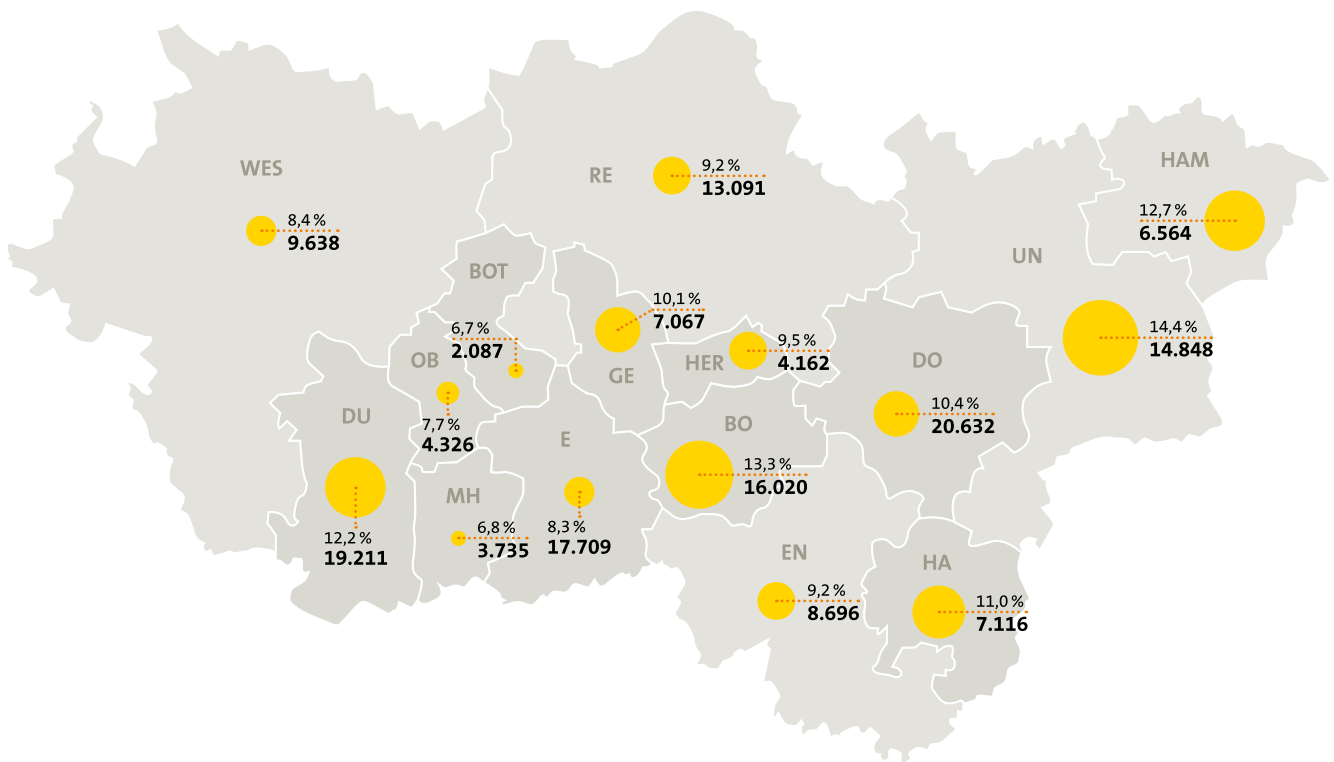 WES
8,4 %
9.638
RE
9,2 %
13.091
HAM
12,7 %
6.564
UN
14,4 %
14.848
BOT
6,7 %
2.087
OB
7,7 %
4.326
GE
10,1 %
7.067
HER
9,5 %
4.162
DO
10,4 %
20.632
DU
12,2 %
19.211
E
8,3 %
17.709
BO
13,3 %
16.020
MH
6,8 %
3.735
EN
9,2 %
8.696
HA
11,0 %
7.116